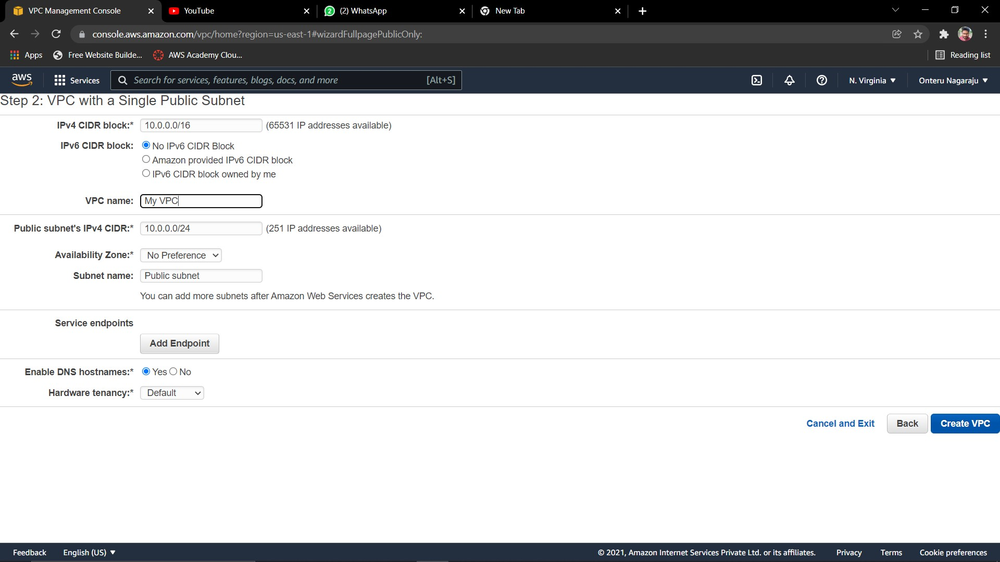 VPC Management Console
YouTube
(2) WhatsApp
New Tab
console.aws.amazon.com/vpc/home?region=us-east-1#wizardFullpagePublicOnly:
Apps
Free Website Builde...
AWS Academy Clou...
Reading list
aws
Services
Search for services, features, blogs, docs, and more
[Alt+S]
N. Virginia
Onteru Nagaraju
Step 2: VPC with a Single Public Subnet
IPv4 CIDR block:* 10.0.0.0/16 (65531 IP addresses available)
IPv6 CIDR block: No IPv6 CIDR Block
Amazon provided IPv6 CIDR block
IPv6 CIDR block owned by me
VPC name: My VPC
Public subnet's IPv4 CIDR:* 10.0.0.0/24 (251 IP addresses available)
Availability Zone:* No Preference
Subnet name: Public subnet
You can add more subnets after Amazon Web Services creates the VPC.
Service endpoints
Add Endpoint
Enable DNS hostnames:* Yes No
Hardware tenancy:* Default
Cancel and Exit Back Create VPC
Feedback English (US) © 2021, Amazon Internet Services Private Ltd. or its affiliates. Privacy Terms Cookie preferences